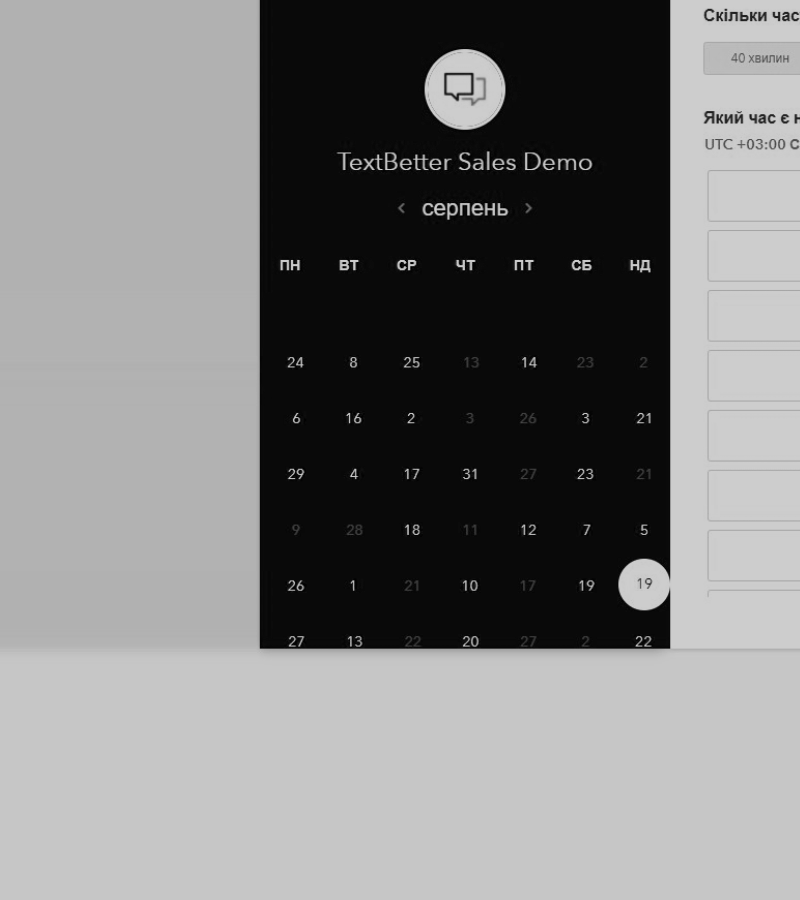 Скільки час
40 хвилин
TextBetter Sales Demo
Який час є н
UTC +03:00 С
< серпень >
ПН ВТ СР ЧТ ПТ СБ НД
24 8 25 13 14 23 2
6 16 2 3 26 3 21
29 4 17 31 27 23 21
9 28 18 11 12 7 5
26 1 21 10 17 19 19
27 13 22 20 27 2 22